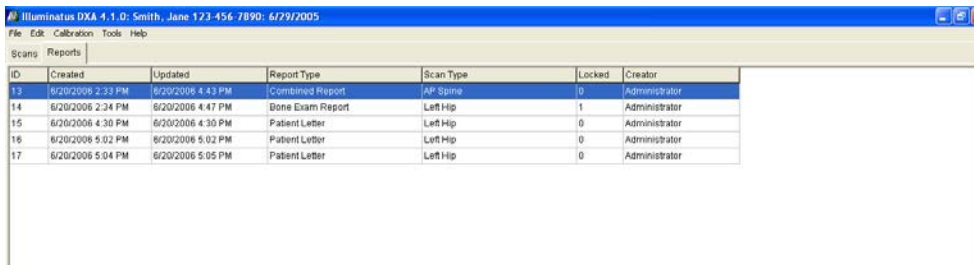 Illuminatus DXA 4.1.0: Smith, Jane 123-456-7890: 6/29/2005
File Edit Calibration Tools Help
Scans Reports
ID Created Updated Report Type Scan Type Locked Creator
13 6/20/2006 2:33 PM 6/20/2006 4:43 PM Combined Report AP Spine 0 Administrator
14 6/20/2006 2:34 PM 6/20/2006 4:47 PM Bone Exam Report Left Hip 1 Administrator
15 6/20/2006 4:30 PM 6/20/2006 4:30 PM Patient Letter Left Hip 0 Administrator
16 6/20/2006 5:02 PM 6/20/2006 5:02 PM Patient Letter Left Hip 0 Administrator
17 6/20/2006 5:04 PM 6/20/2006 5:05 PM Patient Letter Left Hip 0 Administrator